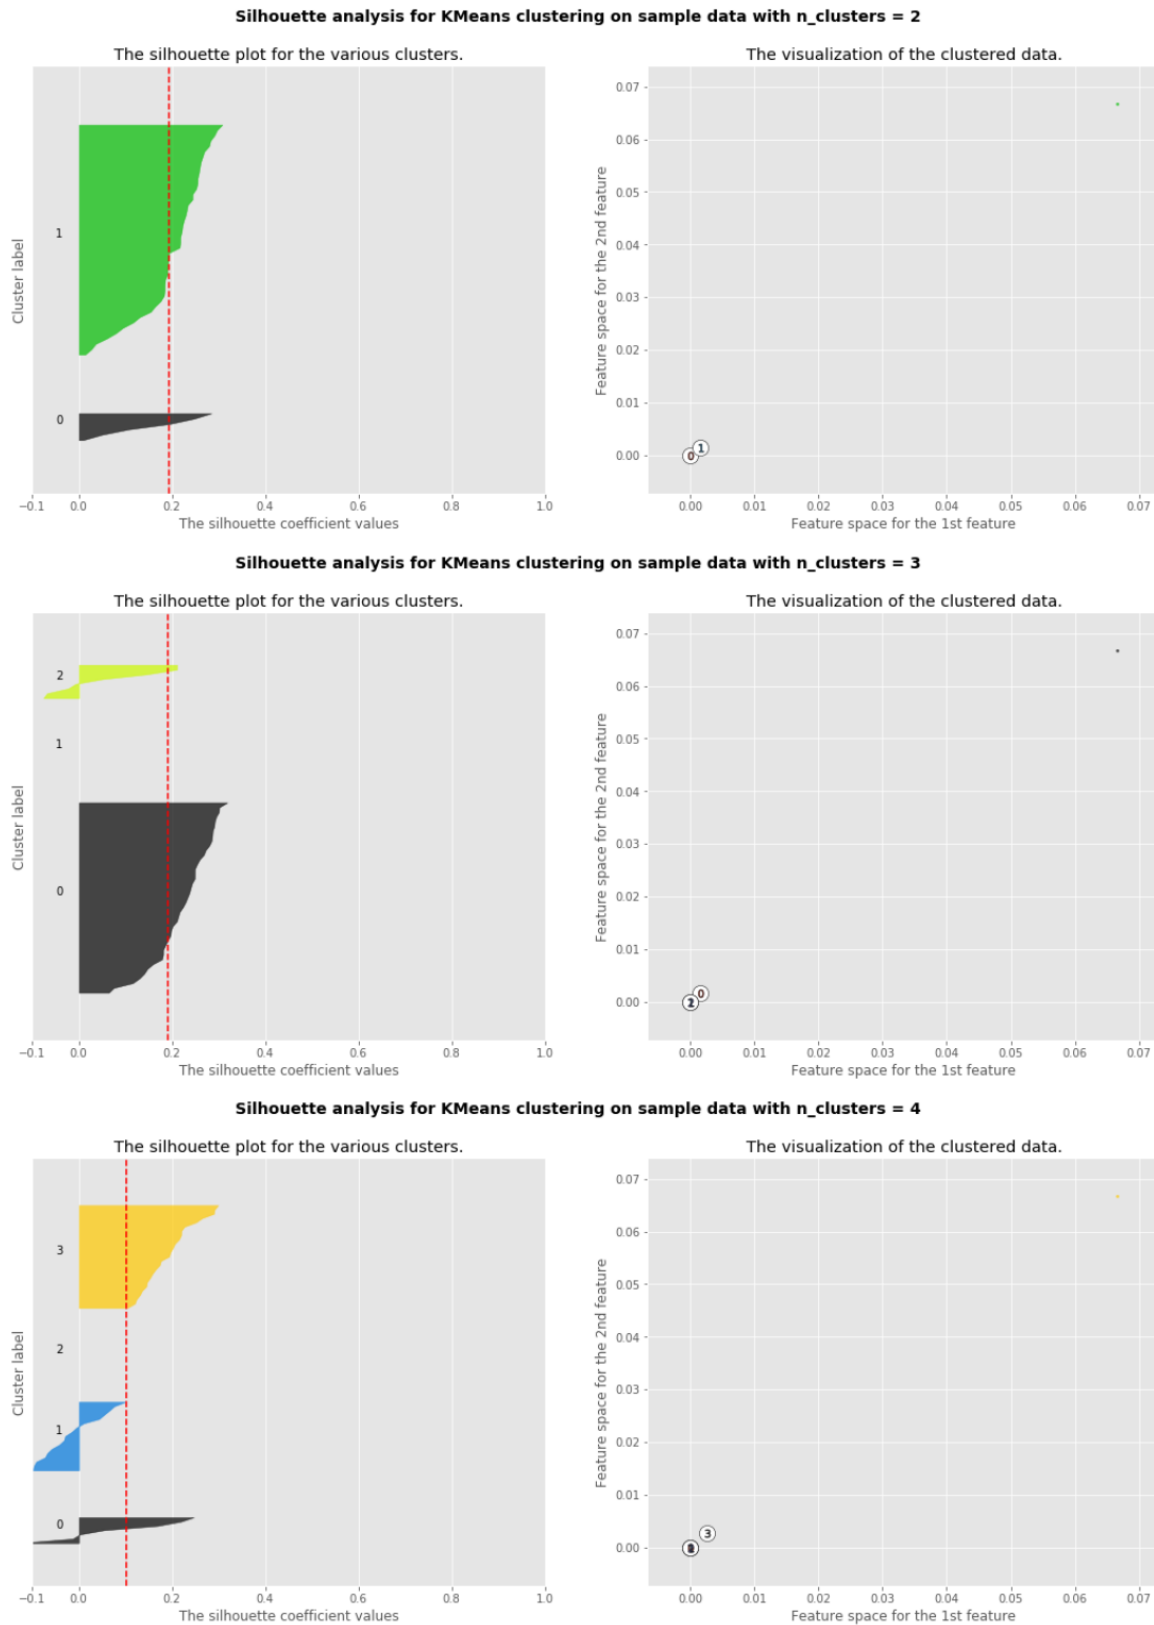 Silhouette analysis for KMeans clustering on sample data with n_clusters = 2
The silhouette plot for the various clusters.
Cluster label
1
0
−0.1 0.0 0.2 0.4 0.6 0.8 1.0
The silhouette coefficient values
The visualization of the clustered data.
Feature space for the 2nd feature
0.07
0.06
0.05
0.04
0.03
0.02
0.01
0.00
0 1
0.00 0.01 0.02 0.03 0.04 0.05 0.06 0.07
Feature space for the 1st feature
Silhouette analysis for KMeans clustering on sample data with n_clusters = 3
The silhouette plot for the various clusters.
Cluster label
2
1
0
−0.1 0.0 0.2 0.4 0.6 0.8 1.0
The silhouette coefficient values
The visualization of the clustered data.
Feature space for the 2nd feature
0.07
0.06
0.05
0.04
0.03
0.02
0.01
0.00
0
0.00 0.01 0.02 0.03 0.04 0.05 0.06 0.07
Feature space for the 1st feature
Silhouette analysis for KMeans clustering on sample data with n_clusters = 4
The silhouette plot for the various clusters.
Cluster label
3
2
1
0
−0.1 0.0 0.2 0.4 0.6 0.8 1.0
The silhouette coefficient values
The visualization of the clustered data.
Feature space for the 2nd feature
0.07
0.06
0.05
0.04
0.03
0.02
0.01
0.00
3
0.00 0.01 0.02 0.03 0.04 0.05 0.06 0.07
Feature space for the 1st feature